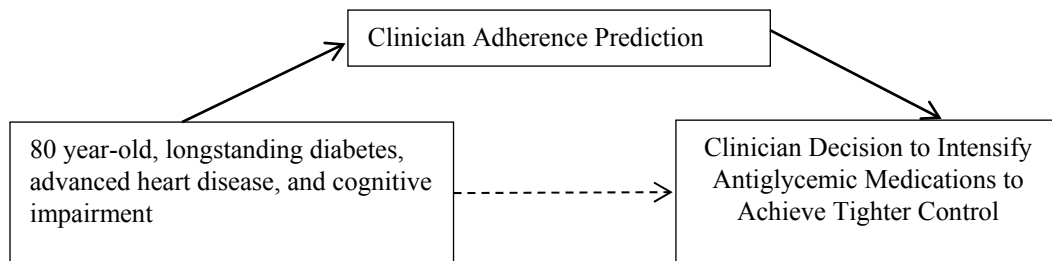 Clinician Adherence Prediction
80 year-old, longstanding diabetes,
advanced heart disease, and cognitive
impairment
Clinician Decision to Intensify
Antiglycemic Medications to
Achieve Tighter Control